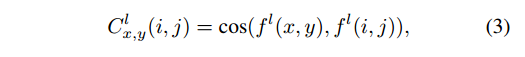 C^l_{x,y}(i, j) = cos(f^l(x, y), f^l(i, j)), (3)